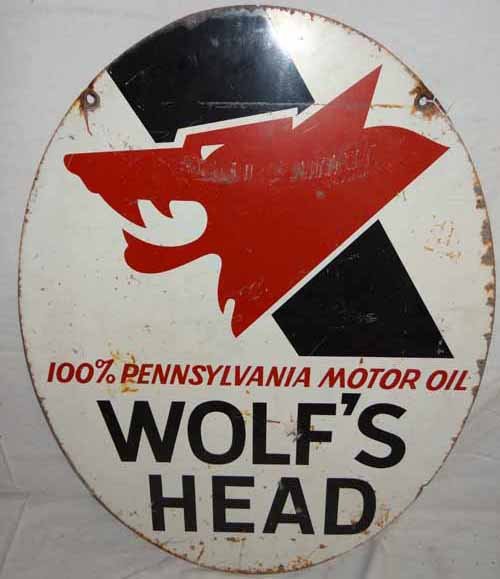 100% PENNSYLVANIA MOTOR OIL
WOLF'S
HEAD